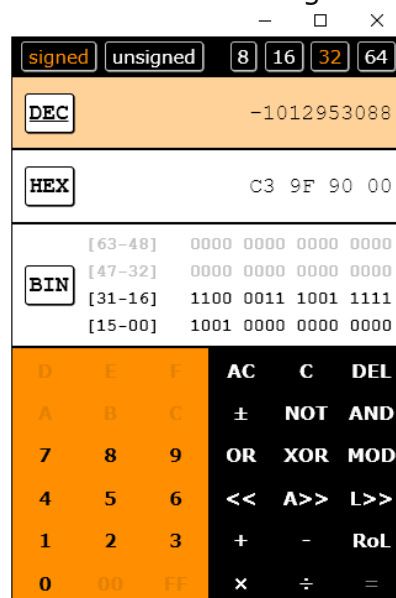 signed unsigned 8 16 32 64
DEC -1012953088
HEX C3 9F 90 00
BIN
[63-48] 0000 0000 0000 0000
[47-32] 0000 0000 0000 0000
[31-16] 1100 0011 1001 1111
[15-00] 1001 0000 0000 0000
D E F AC C DEL
A B C ± NOT AND
7 8 9 OR XOR MOD
4 5 6 << A>> L>>
1 2 3 + - RoL
0 00 FF × ÷ =